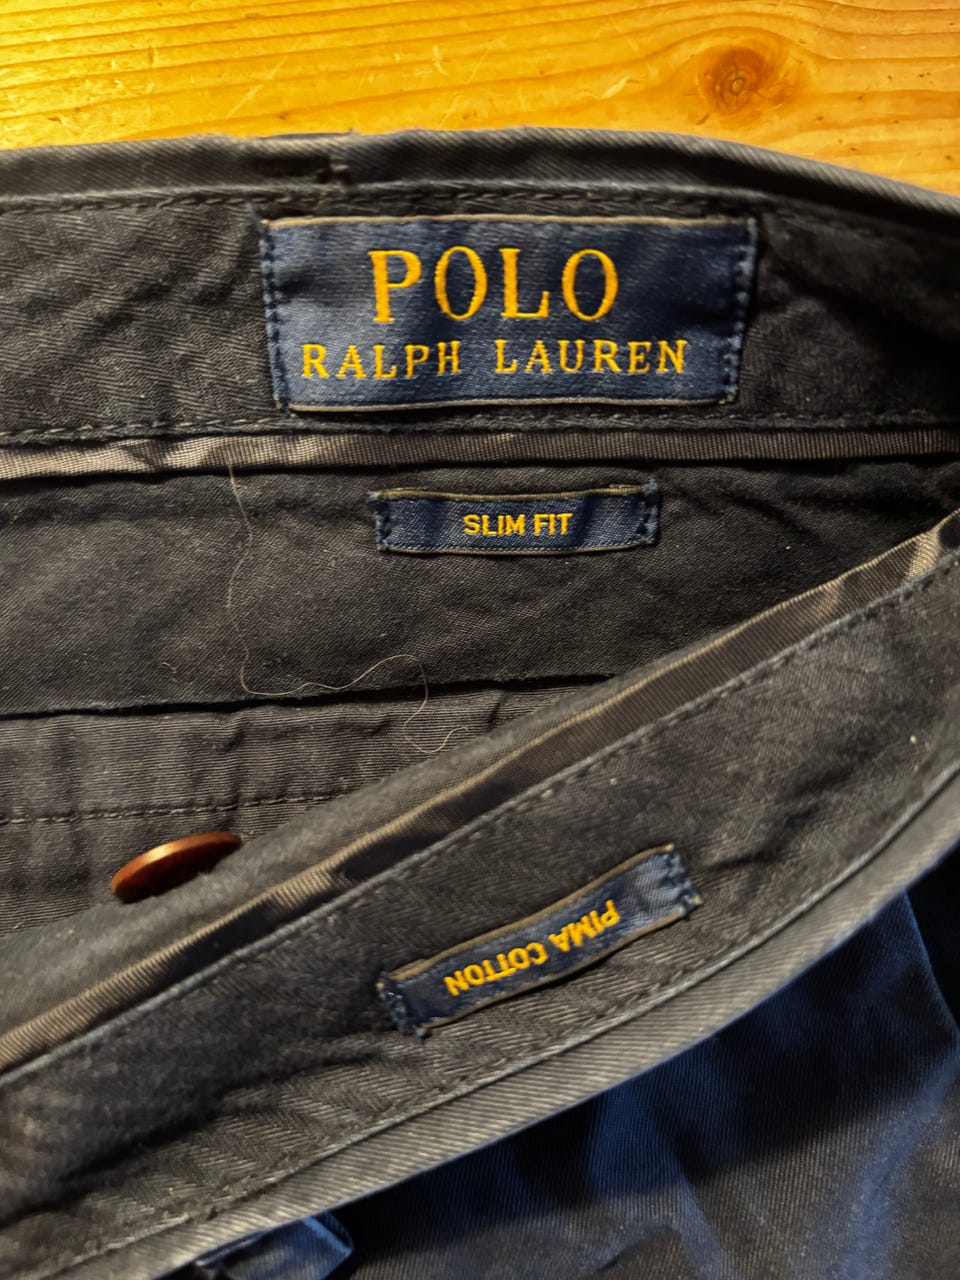 POLO
RALPH LAUREN
SLIM FIT
PIMA COTTON